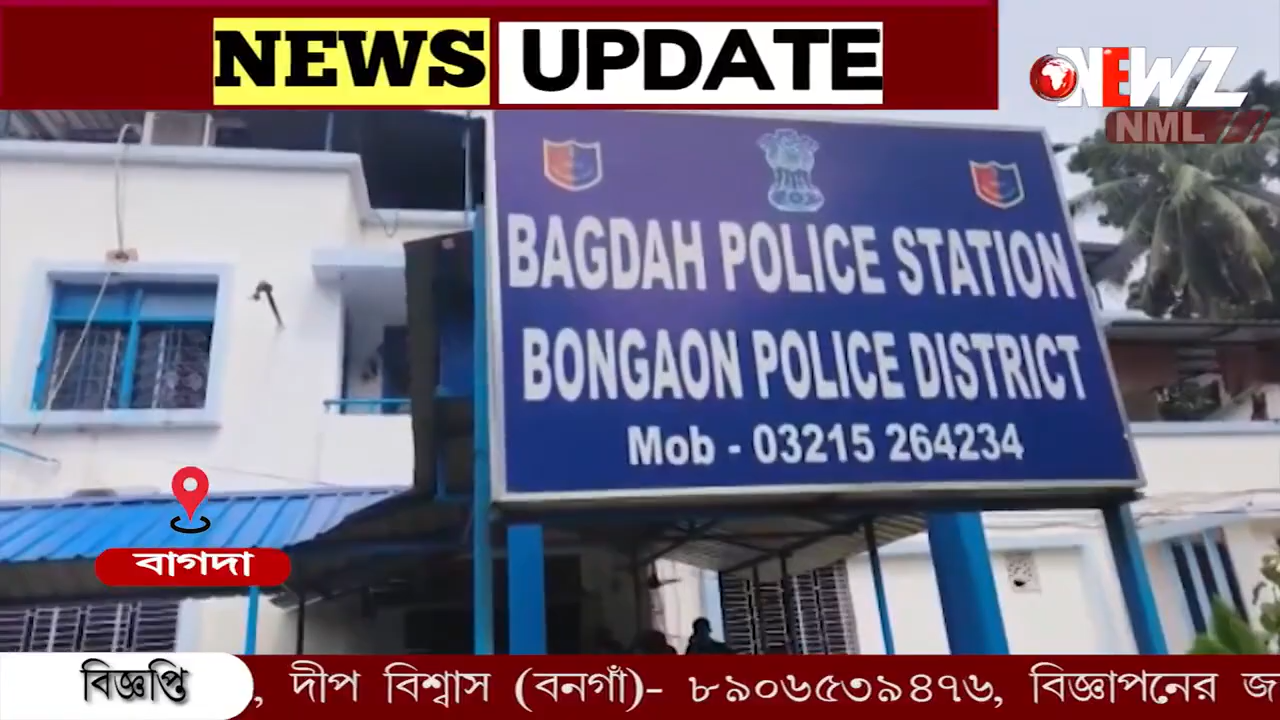 NEWS UPDATE
NEWZ
NML
BAGDAH POLICE STATION
BONGAON POLICE DISTRICT
Mob - 03215 264234
বাগদা
বিজ্ঞপ্তি
, দীপ বিশ্বাস (বনগাঁ)- ৮৯০৬৫৩৯৪৭৬, বিজ্ঞাপনের জ